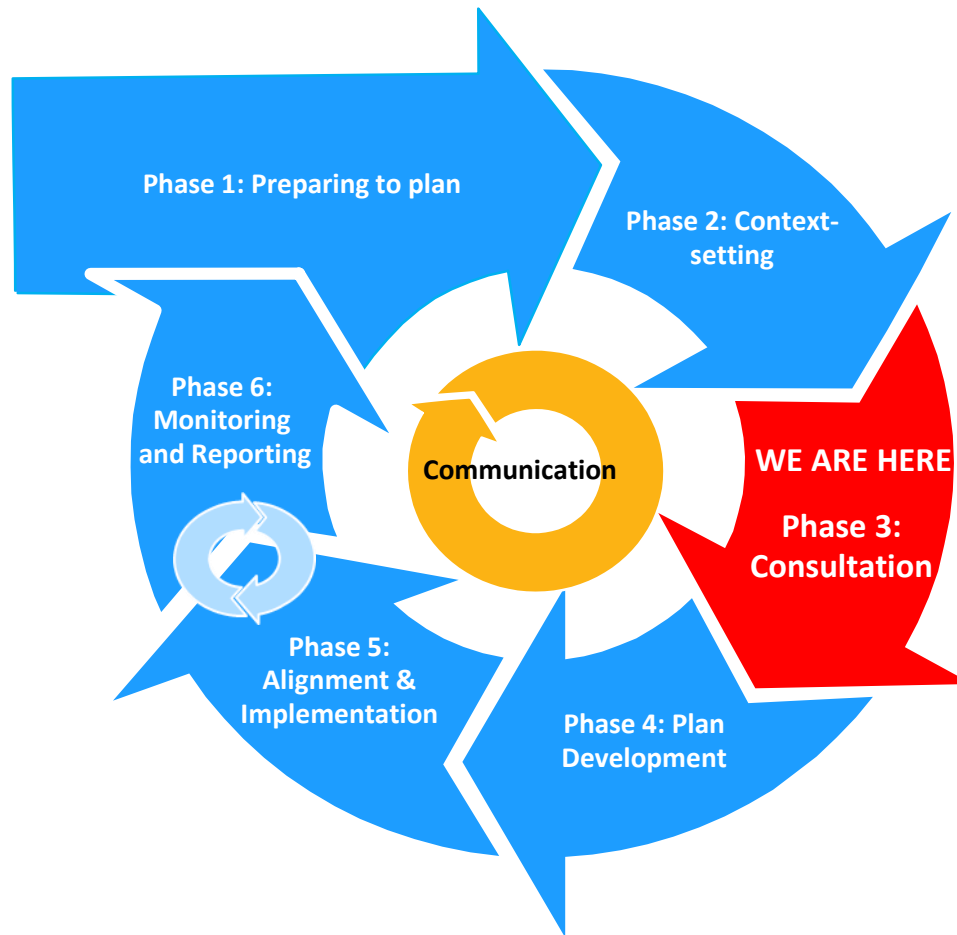 Phase 1: Preparing to plan
Phase 2: Context-
setting
WE ARE HERE
Phase 3:
Consultation
Phase 4: Plan
Development
Phase 5:
Alignment &
Implementation
Phase 6:
Monitoring
and Reporting
Communication